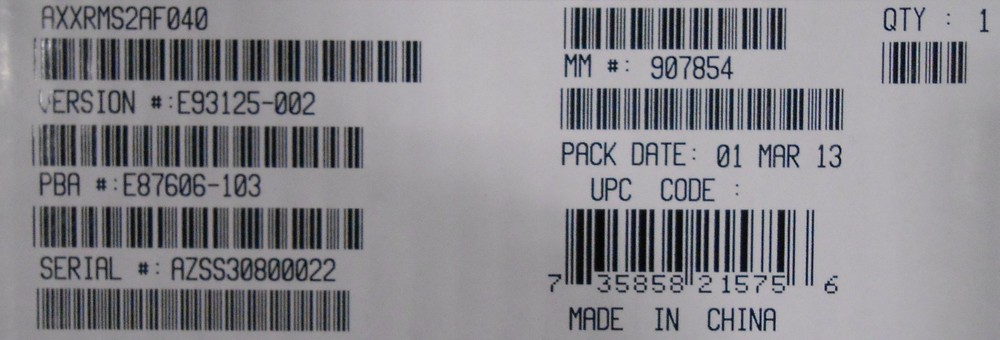 AXXRMS2AF040
VERSION #:E93125-002
PBA #:E87606-103
SERIAL #: AZSS30800022
MM #: 907854
PACK DATE: 01 MAR 13
UPC CODE :
7 35858 21575 6
MADE IN CHINA
QTY : 1